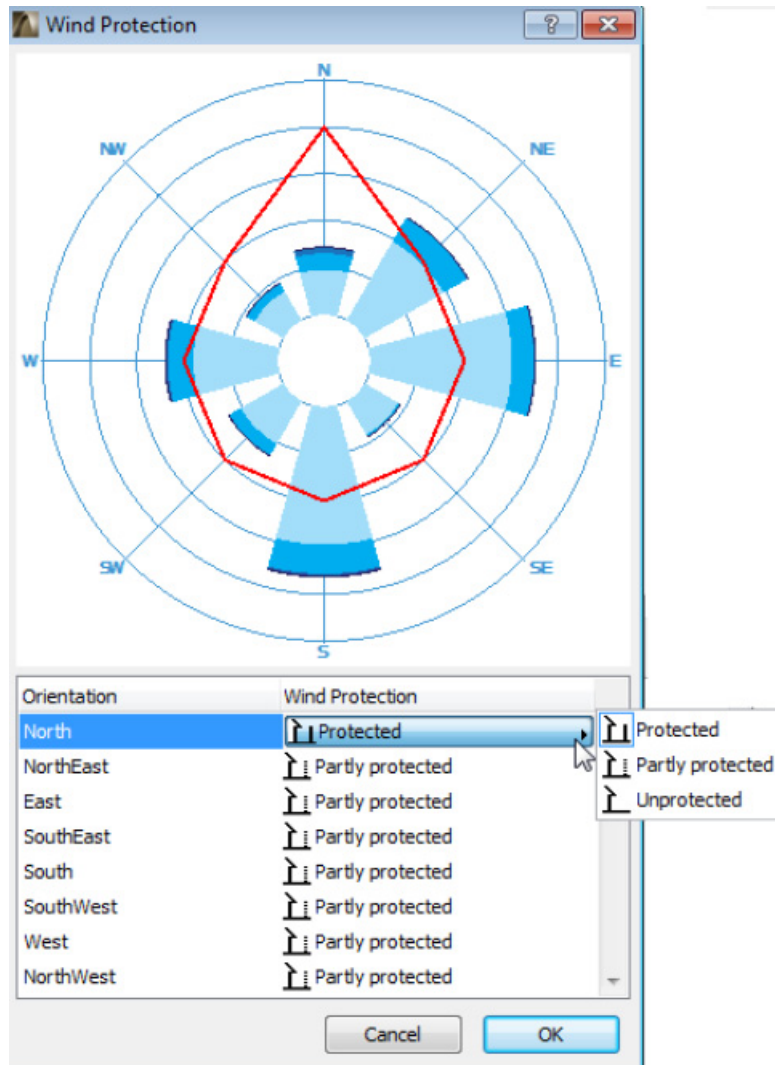 Wind Protection
N
NW NE
W E
SW SE
S
Orientation Wind Protection
North Protected Protected
NorthEast Partly protected Partly protected
East Partly protected Unprotected
SouthEast Partly protected
South Partly protected
SouthWest Partly protected
West Partly protected
NorthWest Partly protected
Cancel OK